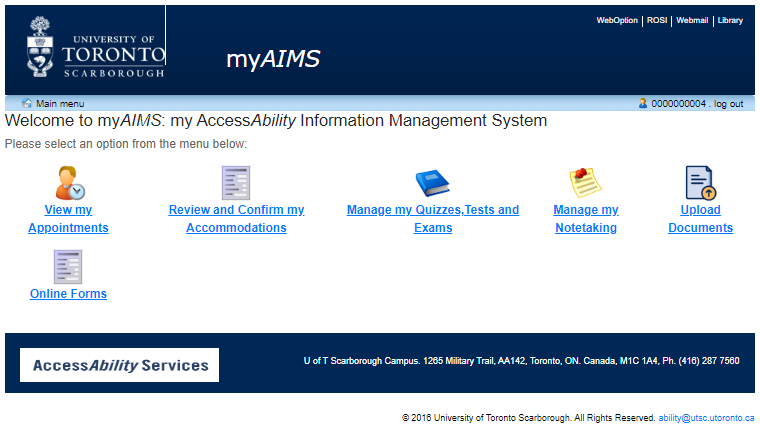 UNIVERSITY OF
TORONTO
SCARBOROUGH
myAIMS
WebOption | ROSI | Webmail | Library
Main menu
0000000004 . log out
Welcome to myAIMS: my AccessAbility Information Management System
Please select an option from the menu below:
View my
Appointments
Review and Confirm my
Accommodations
Manage my Quizzes,Tests and
Exams
Manage my
Notetaking
Upload
Documents
Online Forms
AccessAbility Services
U of T Scarborough Campus. 1265 Military Trail, AA142, Toronto, ON. Canada, M1C 1A4, Ph. (416) 287 7560
© 2016 University of Toronto Scarborough. All Rights Reserved. ability@utsc.utoronto.ca